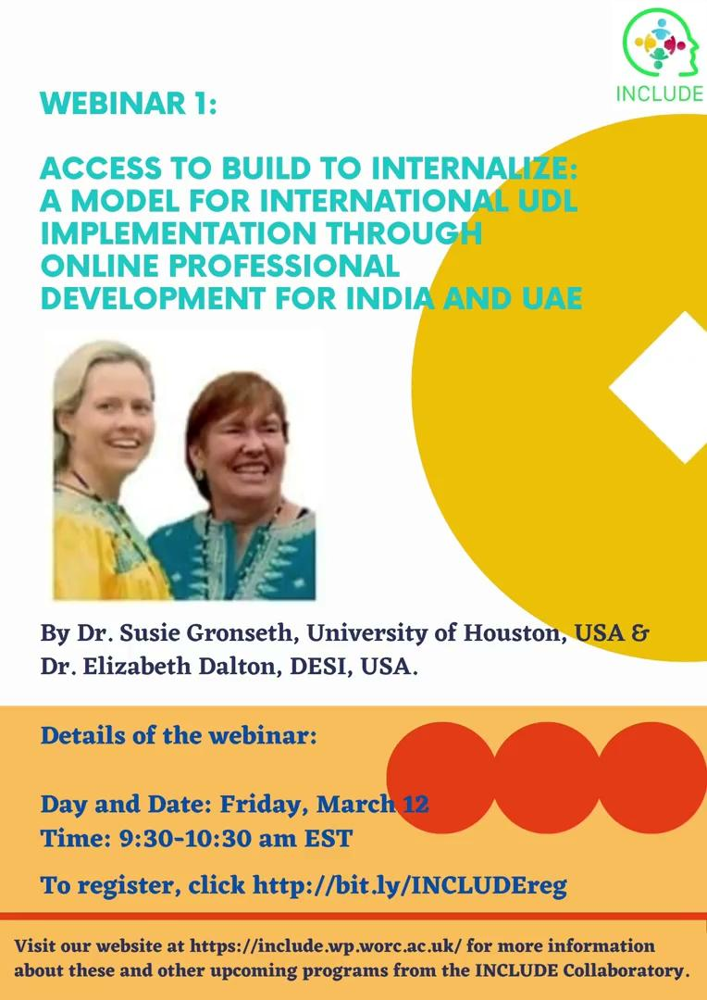 INCLUDE
WEBINAR 1:
ACCESS TO BUILD TO INTERNALIZE:
A MODEL FOR INTERNATIONAL UDL
IMPLEMENTATION THROUGH
ONLINE PROFESSIONAL
DEVELOPMENT FOR INDIA AND UAE
By Dr. Susie Gronseth, University of Houston, USA &
Dr. Elizabeth Dalton, DESI, USA.
Details of the webinar:
Day and Date: Friday, March 12
Time: 9:30-10:30 am EST
To register, click http://bit.ly/INCLUDEreg
Visit our website at https://include.wp.worc.ac.uk/ for more information
about these and other upcoming programs from the INCLUDE Collaboratory.